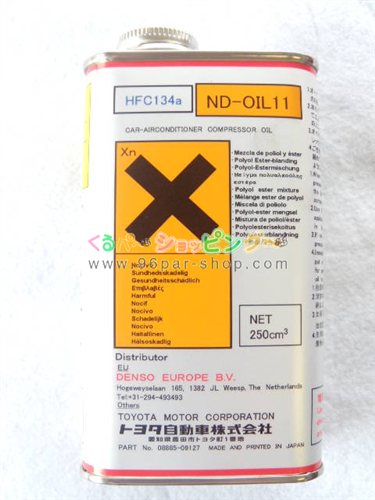 HFC134a
ND-OIL11
CAR-AIRCONDITIONER COMPRESSOR OIL
Xn
Mezcla de poliol y éster
Polyol Ester-blanding
Polyol-Estermischung
Polyol ester mixture
Mélange ester de polyol
Miscela di poliolo
Polyol-ester mengsel
Mistura de poliol/éster
Polyolesterisekoitus
Polyolesterblandning
くるパー ショッピング
www.96par-shop.com
Nocivo
Sundhedsskadelig
Gesundheitsschädlich
Επιβλαβές
Harmful
Nocif
Nocivo
Schadelijk
Nocivo
Haitallinen
Hälsoskadlig
NET
250cm³
Distributor
EU
DENSO EUROPE B.V.
Hogeweyselaan 165, 1382 JL Weesp, The Netherlands
Tel=+31-294-493493
Others
TOYOTA MOTOR CORPORATION
トヨタ自動車株式会社
愛知県豊田市トヨタ町1番地
PART No. 08885-09127 MADE AND PRINTED IN JAPAN